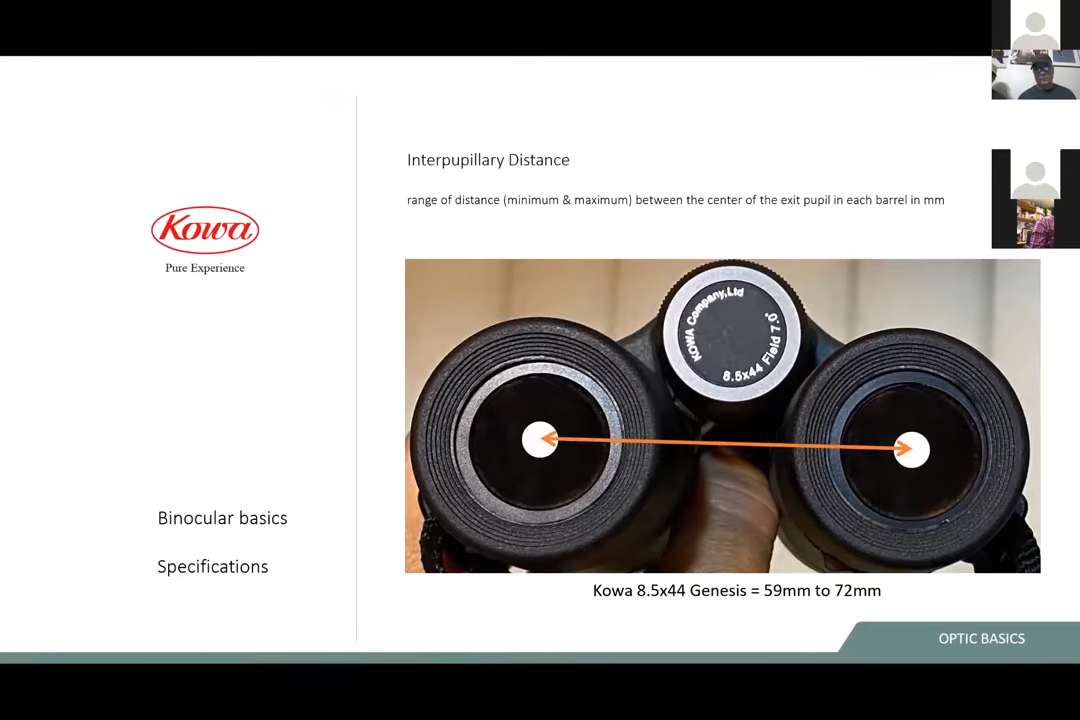 Interpupillary Distance
range of distance (minimum & maximum) between the center of the exit pupil in each barrel in mm
Kowa
Pure Experience
KOWA Company,Ltd
8.5x44 Field 7.0°
Binocular basics
Specifications
Kowa 8.5x44 Genesis = 59mm to 72mm
OPTIC BASICS